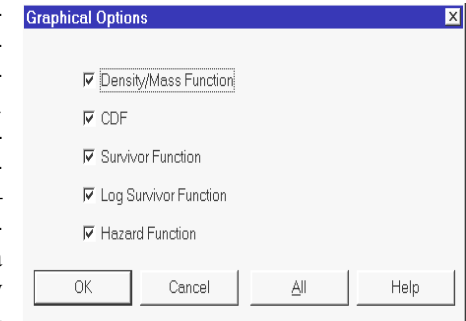 Graphical Options
Density/Mass Function
CDF
Survivor Function
Log Survivor Function
Hazard Function
OK Cancel All Help